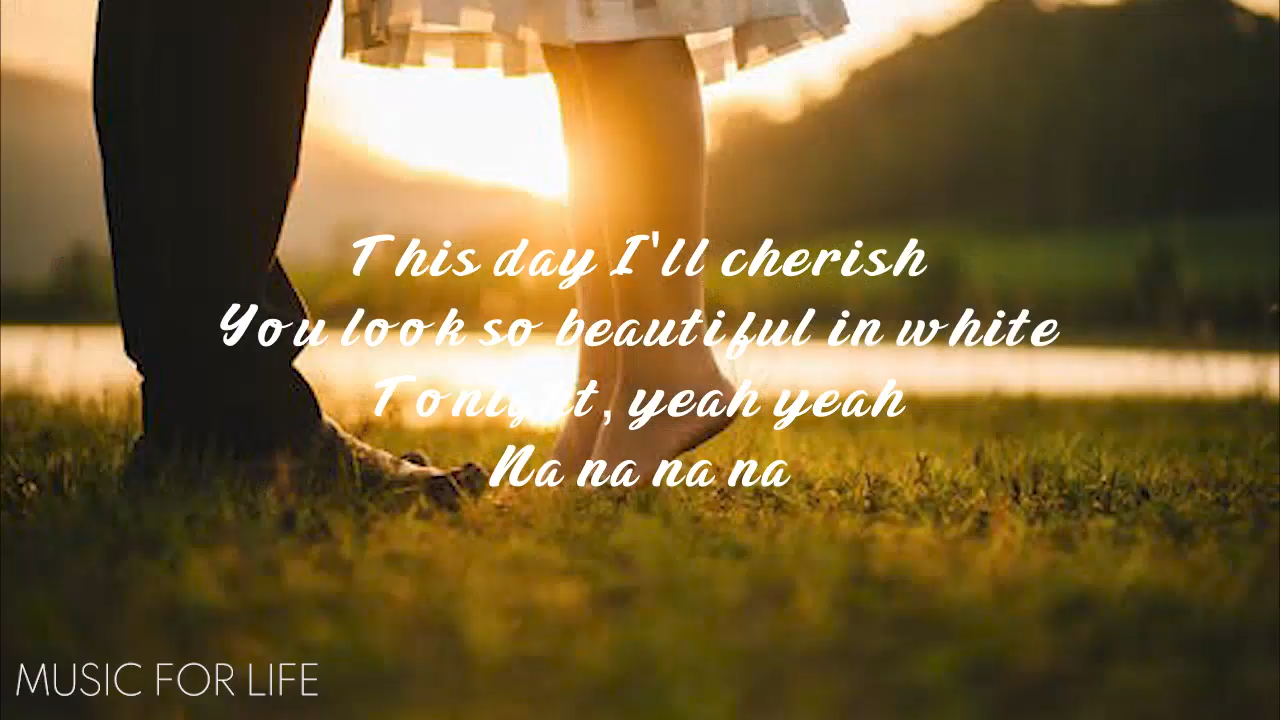 This day I'll cherish
You look so beautiful in white
Tonight, yeah yeah
Na na na na
MUSIC FOR LIFE